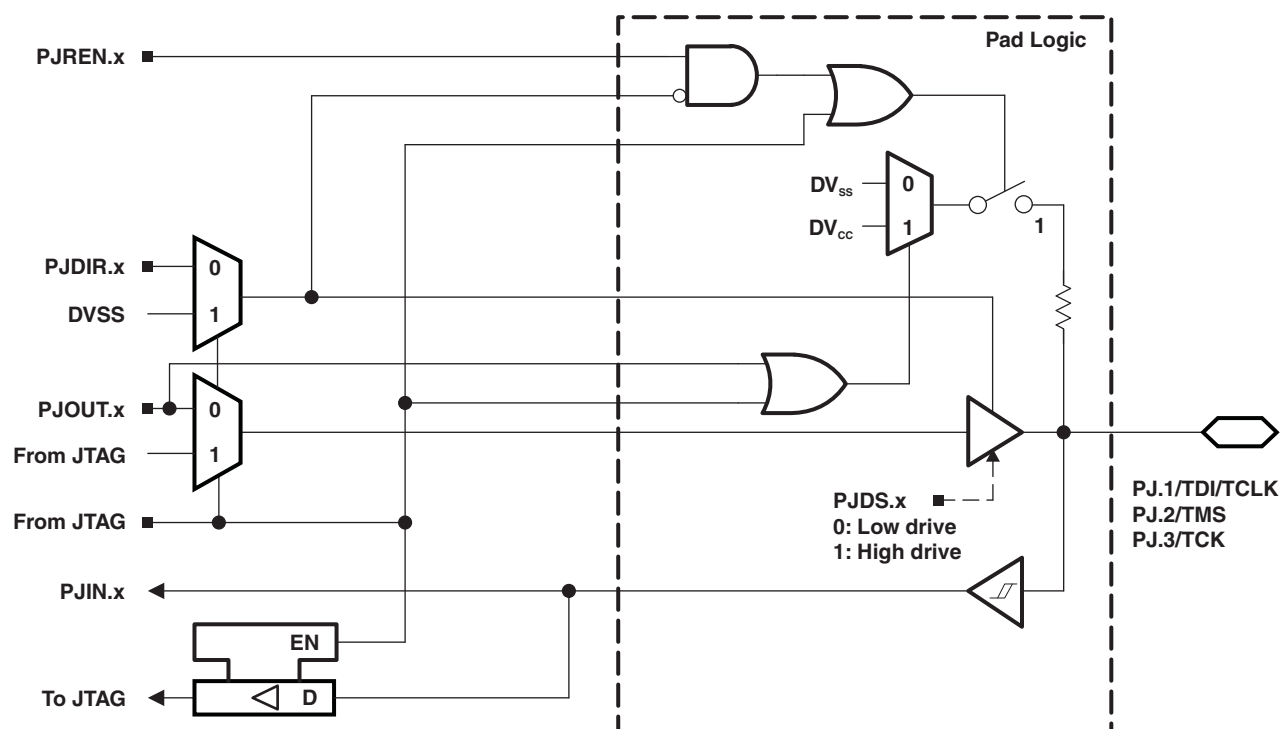 Pad Logic
PJREN.x
DVSS 0
DVCC 1
1
PJDIR.x 0
DVSS 1
PJOUT.x 0
From JTAG 1
PJDS.x
0: Low drive
1: High drive
PJ.1/TDI/TCLK
PJ.2/TMS
PJ.3/TCK
From JTAG
PJIN.x
EN
To JTAG D